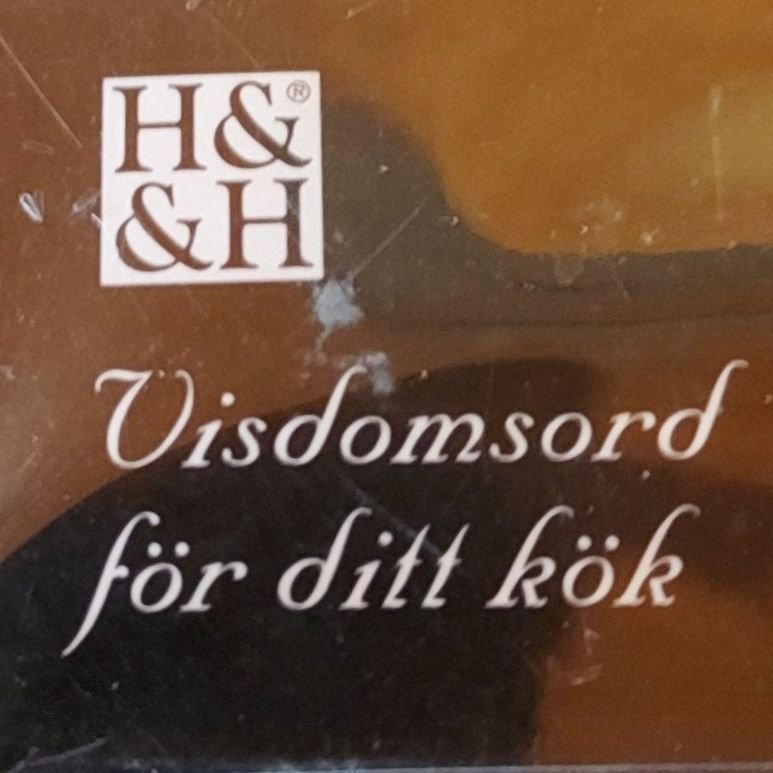 H&®
&H
Visdomsord
för ditt kök